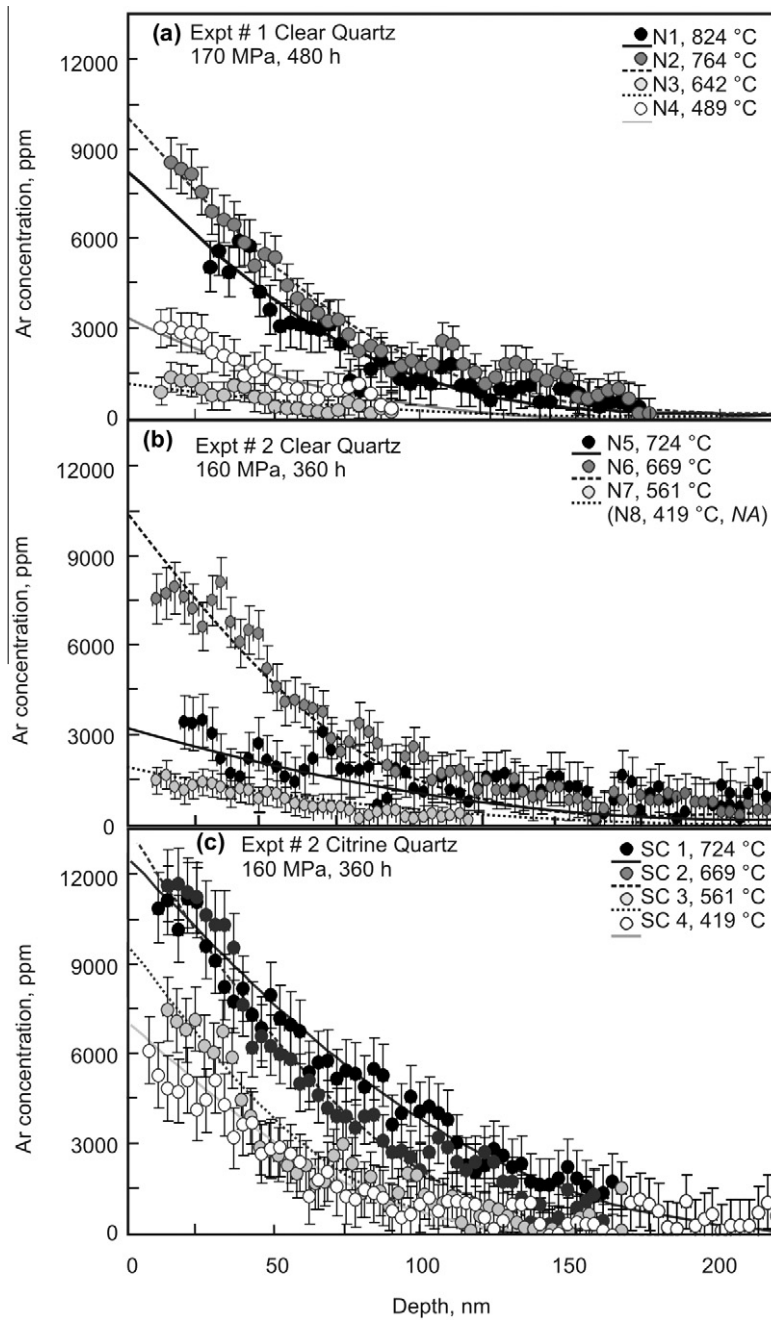 (a) Expt # 1 Clear Quartz
170 MPa, 480 h
N1, 824 °C
N2, 764 °C
N3, 642 °C
N4, 489 °C
12000
9000
6000
3000
0
Ar concentration, ppm
(b) Expt # 2 Clear Quartz
160 MPa, 360 h
N5, 724 °C
N6, 669 °C
N7, 561 °C
(N8, 419 °C, NA)
12000
9000
6000
3000
0
Ar concentration, ppm
(c) Expt # 2 Citrine Quartz
160 MPa, 360 h
SC 1, 724 °C
SC 2, 669 °C
SC 3, 561 °C
SC 4, 419 °C
12000
9000
6000
3000
0
Ar concentration, ppm
0 50 100 150 200
Depth, nm